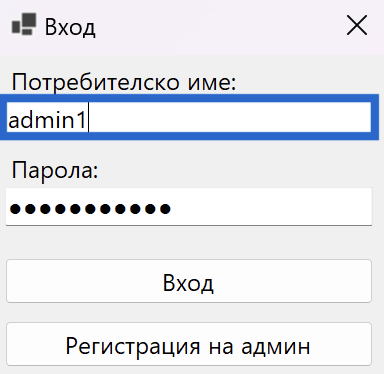 Вход
Потребителско име:
admin1
Парола:
●●●●●●●●●●●
Вход
Регистрация на админ